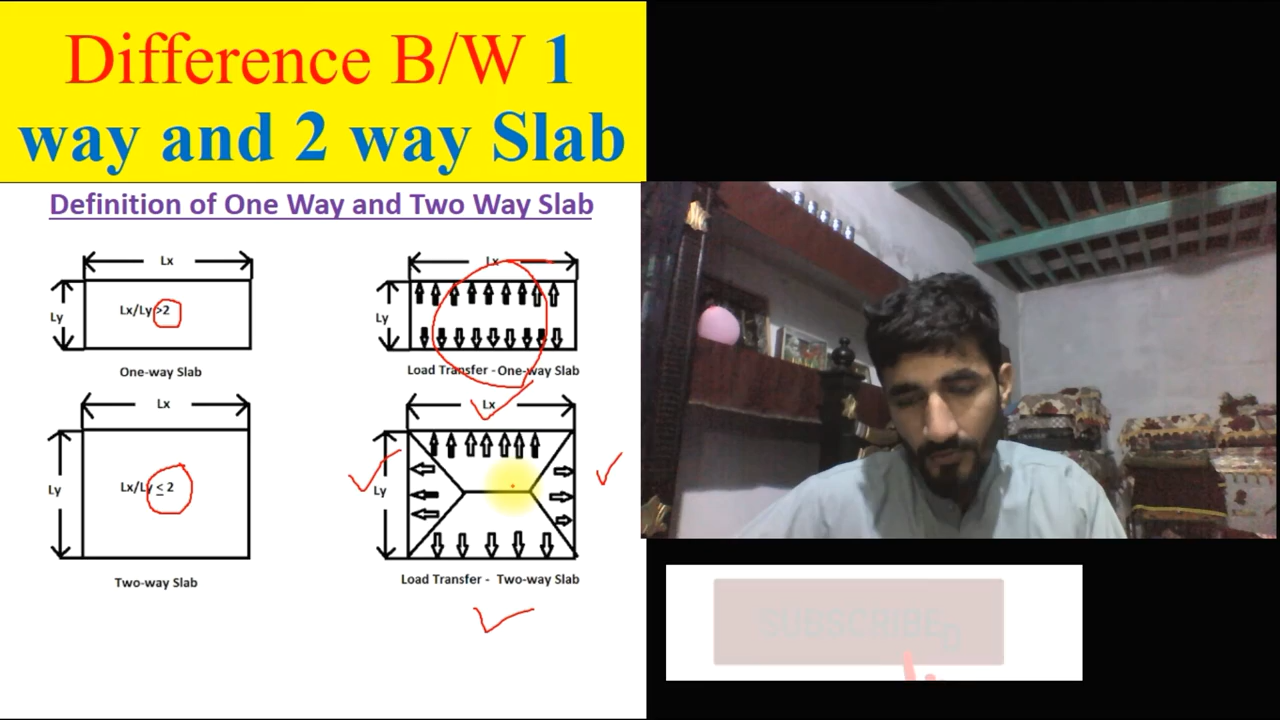 Difference B/W 1
way and 2 way Slab
Definition of One Way and Two Way Slab
Lx
Lx
Ly
Lx/Ly >2
Ly
One-way Slab
Load Transfer - One-way Slab
Lx
Lx
Ly
Lx/Ly ≤ 2
Ly
Two-way Slab
Load Transfer - Two-way Slab
SUBSCRIBE